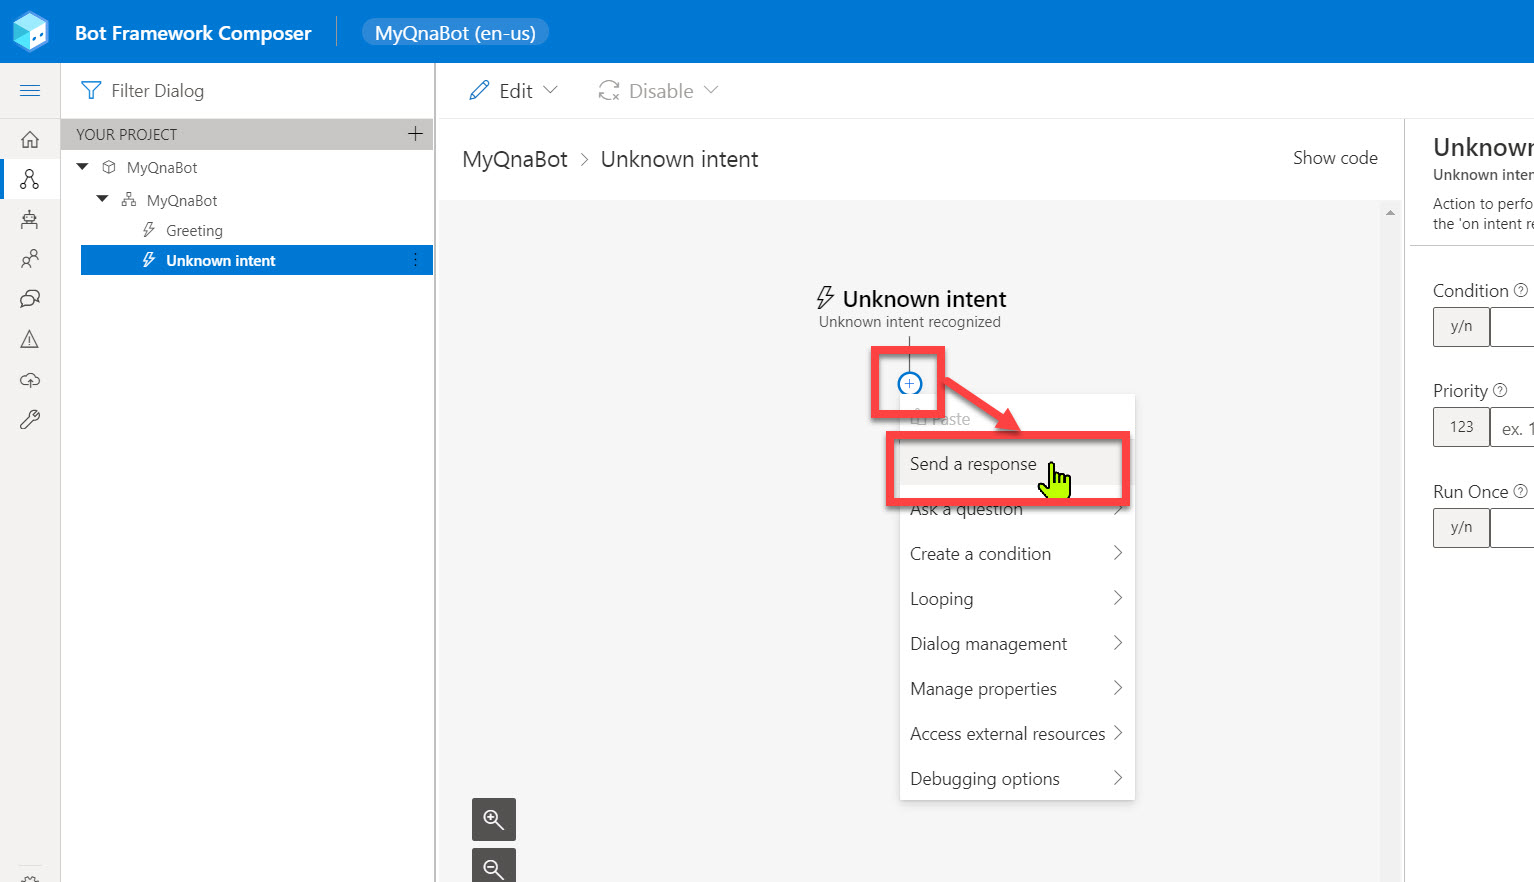 Bot Framework Composer
MyQnaBot (en-us)
Filter Dialog
Edit
Disable
YOUR PROJECT
MyQnaBot
MyQnaBot
Greeting
Unknown intent
MyQnaBot > Unknown intent
Show code
Unknown intent
Unknown intent recognized
Paste
Send a response
Ask a question
Create a condition
Looping
Dialog management
Manage properties
Access external resources
Debugging options
Unknown
Unknown inten
Action to perfo
the 'on intent re
Condition
y/n
Priority
123
ex. 1
Run Once
y/n